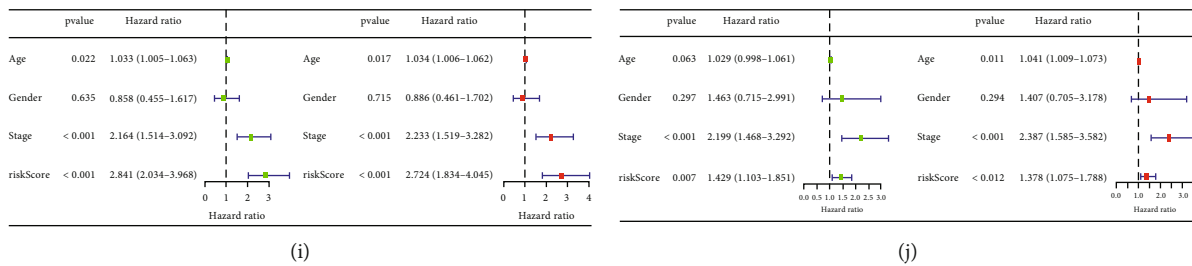 pvalue Hazard ratio
Age 0.022 1.033 (1.005–1.063)
Gender 0.635 0.858 (0.455–1.617)
Stage < 0.001 2.164 (1.514–3.092)
riskScore < 0.001 2.841 (2.034–3.968)
0 1 2 3
Hazard ratio
pvalue Hazard ratio
Age 0.017 1.034 (1.006–1.062)
Gender 0.715 0.886 (0.461–1.702)
Stage < 0.001 2.233 (1.519–3.282)
riskScore < 0.001 2.724 (1.834–4.045)
0 1 2 3 4
Hazard ratio
(i)
pvalue Hazard ratio
Age 0.063 1.029 (0.998–1.061)
Gender 0.297 1.463 (0.715–2.991)
Stage <0.001 2.199 (1.468–3.292)
riskScore 0.007 1.429 (1.103–1.851)
0.0 0.5 1.0 1.5 2.0 2.5 3.0
Hazard ratio
pvalue Hazard ratio
Age 0.011 1.041 (1.009–1.073)
Gender 0.294 1.407 (0.705–3.178)
Stage < 0.001 2.387 (1.585–3.582)
riskScore < 0.012 1.378 (1.075–1.788)
0.0 1.0 2.0 3.0
Hazard ratio
(j)